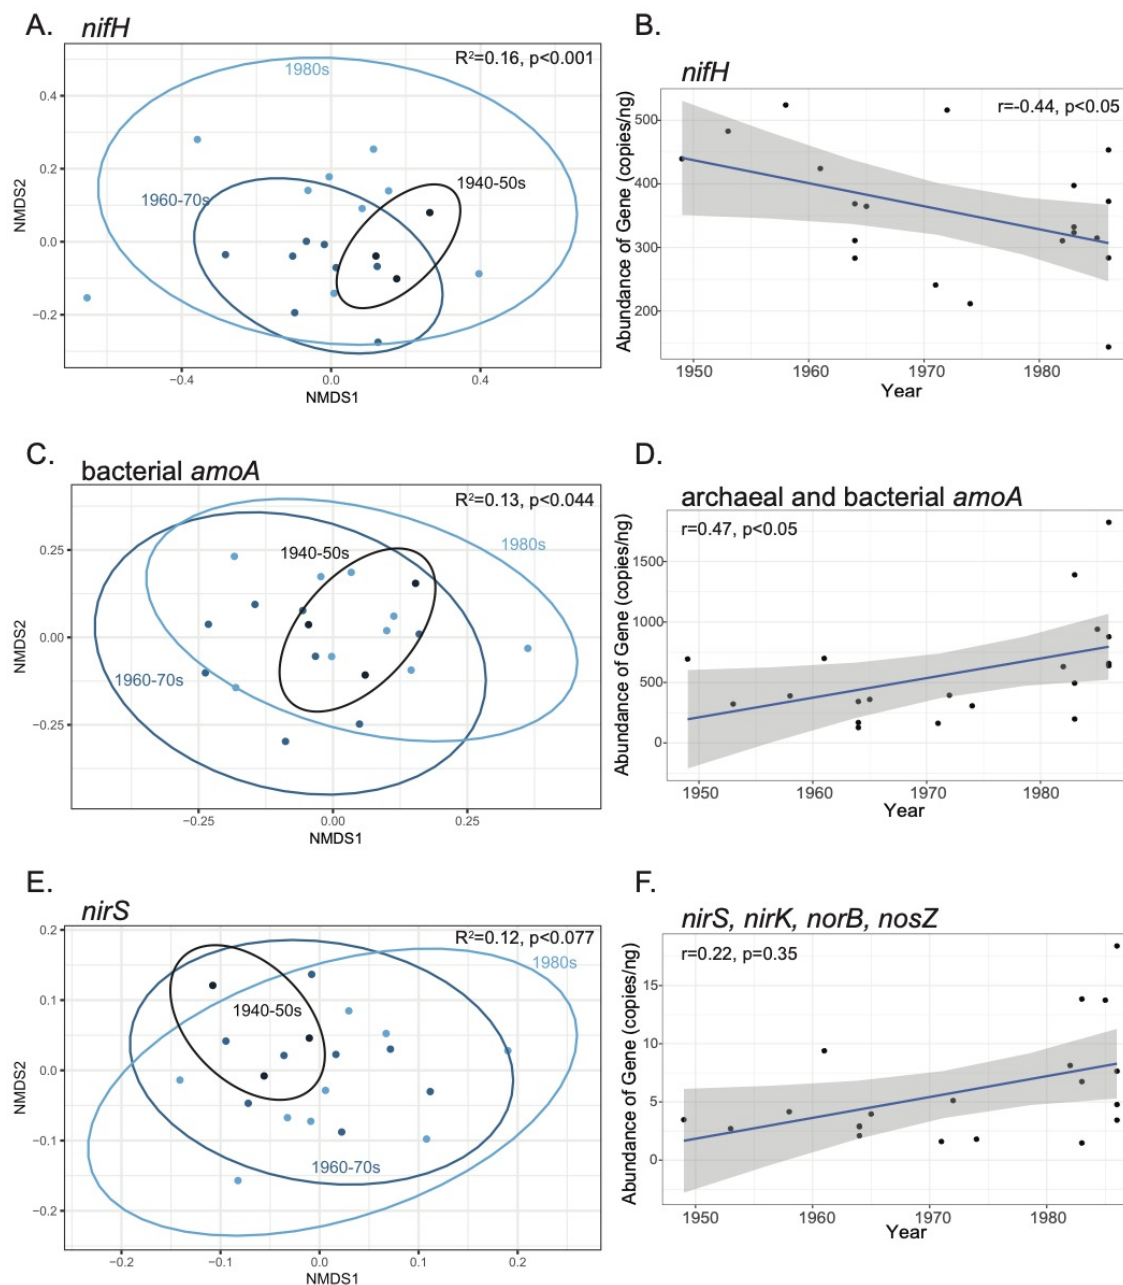 A.
nifH
R²=0.16, p<0.001
1980s
1960-70s
1940-50s
0.4
0.2
0.0
−0.2
NMDS2
−0.4
0.0
0.4
NMDS1
B.
nifH
r=-0.44, p<0.05
500
400
300
200
Abundance of Gene (copies/ng)
1950
1960
1970
1980
Year
C.
bacterial amoA
R²=0.13, p<0.044
1940-50s
1980s
1960-70s
0.25
0.00
−0.25
NMDS2
−0.25
0.00
0.25
NMDS1
D.
archaeal and bacterial amoA
r=0.47, p<0.05
1500
1000
500
0
Abundance of Gene (copies/ng)
1950
1960
1970
1980
Year
E.
nirS
R²=0.12, p<0.077
1980s
1940-50s
1960-70s
0.2
0.1
0.0
−0.1
−0.2
NMDS2
−0.2
−0.1
0.0
0.1
0.2
NMDS1
F.
nirS, nirK, norB, nosZ
r=0.22, p=0.35
15
10
5
0
Abundance of Gene (copies/ng)
1950
1960
1970
1980
Year